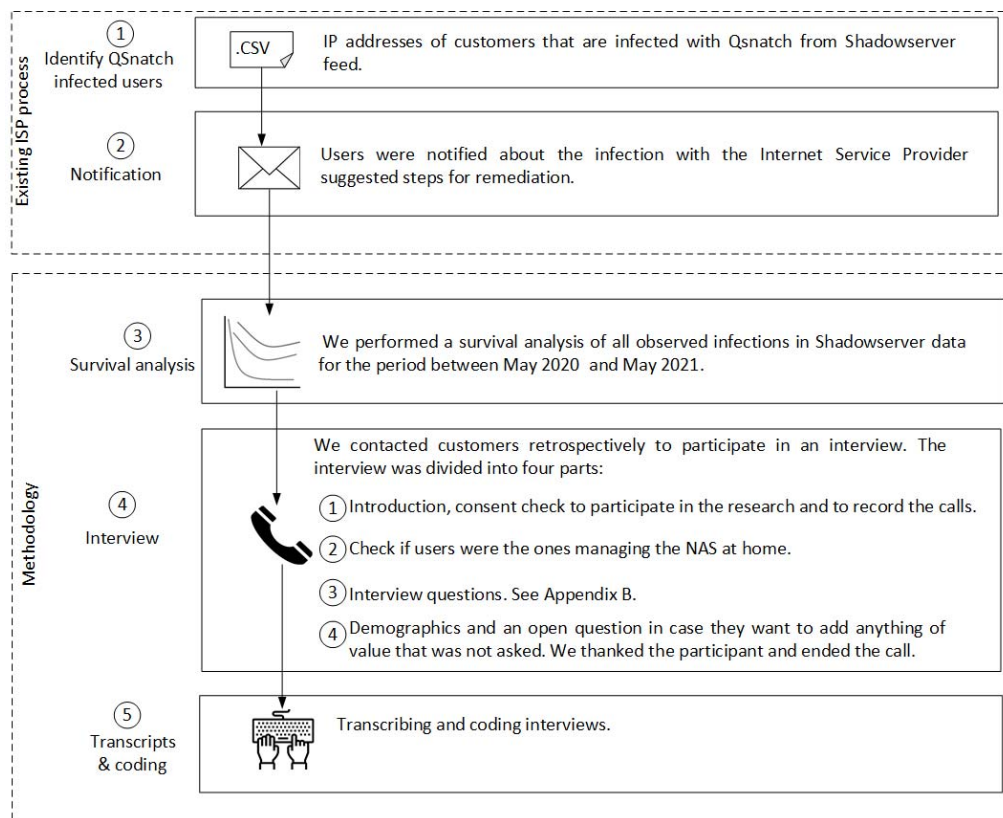 Existing ISP process
1
Identify QSnatch
infected users
.CSV
IP addresses of customers that are infected with Qsnatch from Shadowserver
feed.
2
Notification
Users were notified about the infection with the Internet Service Provider
suggested steps for remediation.
Methodology
3
Survival analysis
We performed a survival analysis of all observed infections in Shadowserver data
for the period between May 2020 and May 2021.
4
Interview
We contacted customers retrospectively to participate in an interview. The
interview was divided into four parts:
1 Introduction, consent check to participate in the research and to record the calls.
2 Check if users were the ones managing the NAS at home.
3 Interview questions. See Appendix B.
4 Demographics and an open question in case they want to add anything of
value that was not asked. We thanked the participant and ended the call.
5
Transcripts
& coding
Transcribing and coding interviews.